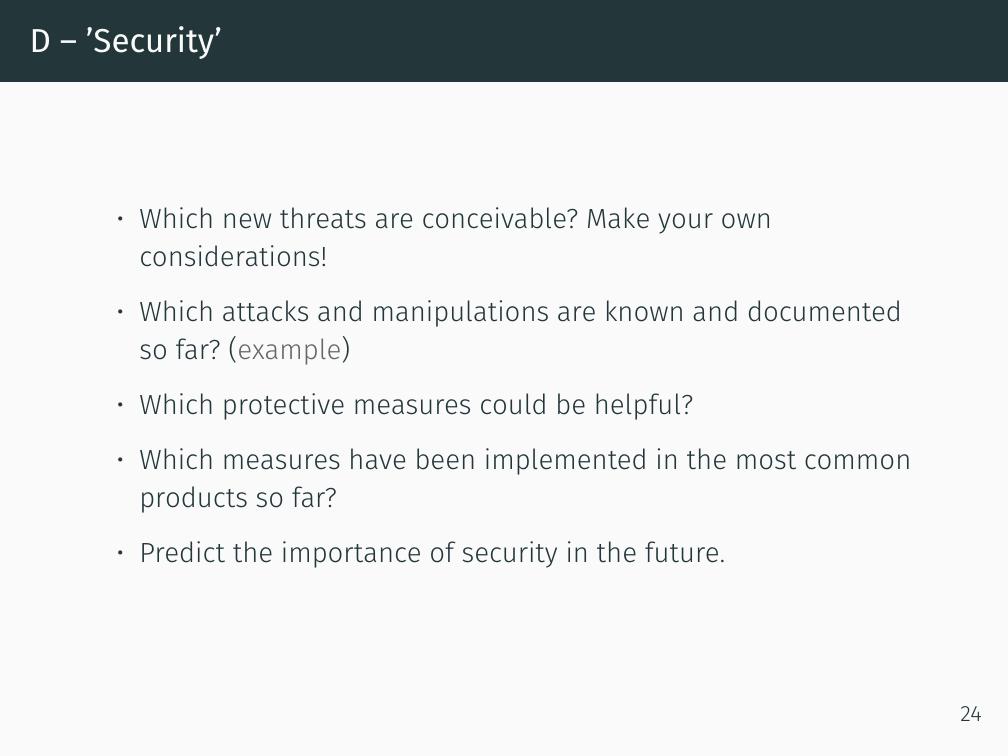 D – ’Security’
• Which new threats are conceivable? Make your own
considerations!
• Which attacks and manipulations are known and documented
so far? (example)
• Which protective measures could be helpful?
• Which measures have been implemented in the most common
products so far?
• Predict the importance of security in the future.
24